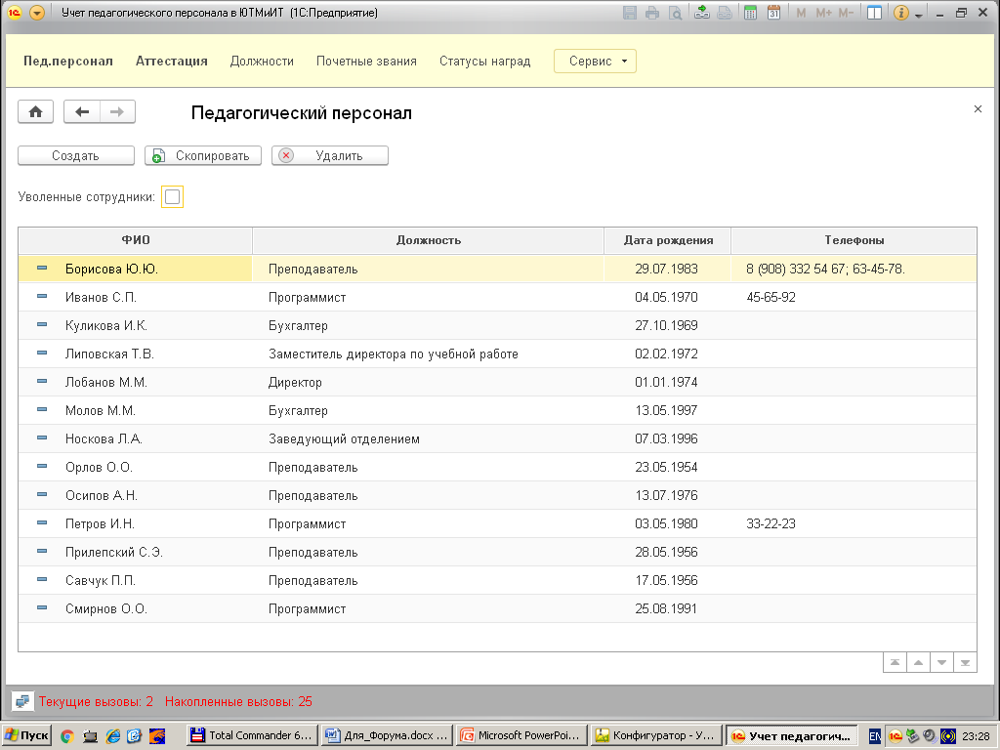 Учет педагогического персонала в ЮТМиИТ (1С:Предприятие)
M M+ M-
Пед.персонал Аттестация Должности Почетные звания Статусы наград Сервис
Педагогический персонал
Создать Скопировать Удалить
Уволенные сотрудники:
ФИО Должность Дата рождения Телефоны
Борисова Ю.Ю. Преподаватель 29.07.1983 8 (908) 332 54 67; 63-45-78.
Иванов С.П. Программист 04.05.1970 45-65-92
Куликова И.К. Бухгалтер 27.10.1969
Липовская Т.В. Заместитель директора по учебной работе 02.02.1972
Лобанов М.М. Директор 01.01.1974
Молов М.М. Бухгалтер 13.05.1997
Носкова Л.А. Заведующий отделением 07.03.1996
Орлов О.О. Преподаватель 23.05.1954
Осипов А.Н. Преподаватель 13.07.1976
Петров И.Н. Программист 03.05.1980 33-22-23
Прилепский С.Э. Преподаватель 28.05.1956
Савчук П.П. Преподаватель 17.05.1956
Смирнов О.О. Программист 25.08.1991
Текущие вызовы: 2 Накопленные вызовы: 25
Пуск Total Commander 6... Для_Форума.docx ... Microsoft PowerPoi... Конфигуратор - У... Учет педагогич... EN 23:28